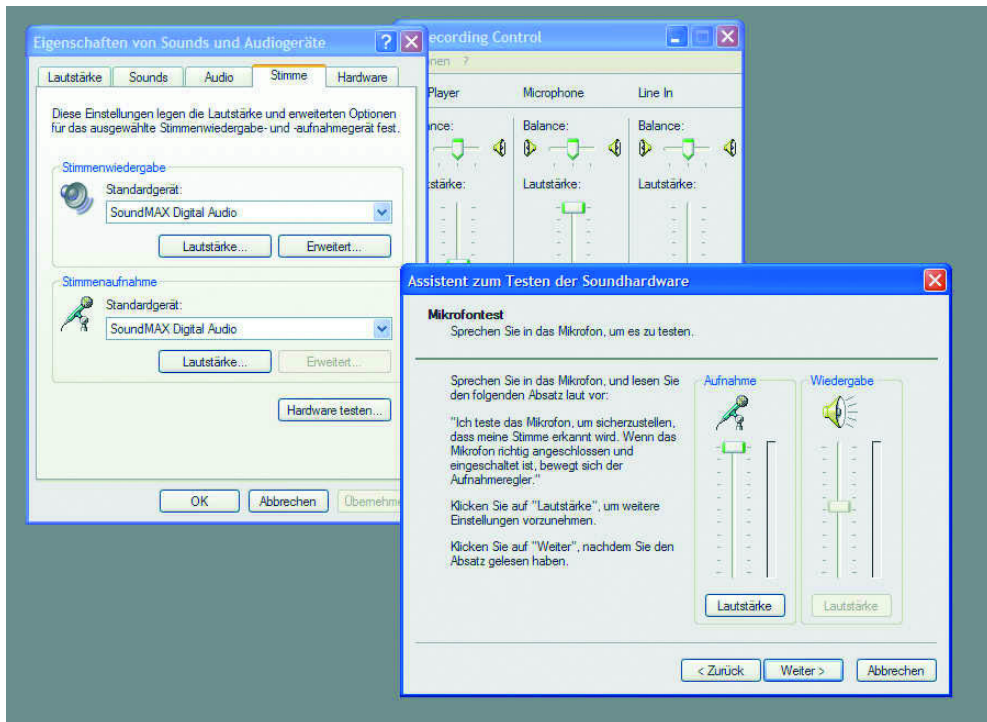 Eigenschaften von Sounds und Audiogeräte
Lautstärke Sounds Audio Stimme Hardware
Diese Einstellungen legen die Lautstärke und erweiterten Optionen
für das ausgewählte Stimmenwiedergabe- und -aufnahmegerät fest.
Stimmenwiedergabe
Standardgerät:
SoundMAX Digital Audio
Lautstärke... Erweitert...
Stimmenaufnahme
Standardgerät:
SoundMAX Digital Audio
Lautstärke... Erweitert...
Hardware testen...
OK Abbrechen Übernehm
ecording Control
nen ?
Player Microphone Line In
nce: Balance: Balance:
stärke: Lautstärke: Lautstärke:
Assistent zum Testen der Soundhardware
Mikrofontest
Sprechen Sie in das Mikrofon, um es zu testen.
Sprechen Sie in das Mikrofon, und lesen Sie
den folgenden Absatz laut vor:
"Ich teste das Mikrofon, um sicherzustellen,
dass meine Stimme erkannt wird. Wenn das
Mikrofon richtig angeschlossen und
eingeschaltet ist, bewegt sich der
Aufnahmeregler."
Klicken Sie auf "Lautstärke", um weitere
Einstellungen vorzunehmen.
Klicken Sie auf "Weiter", nachdem Sie den
Absatz gelesen haben.
Aufnahme Wiedergabe
Lautstärke Lautstärke
< Zurück Weiter > Abbrechen